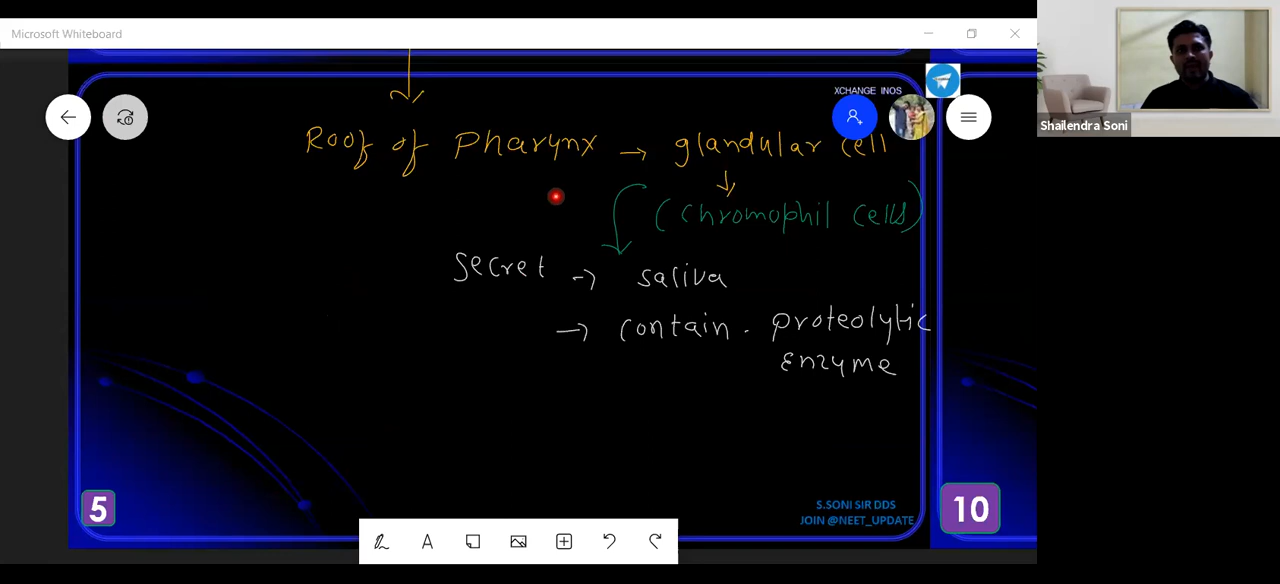 Microsoft Whiteboard
XCHANGE INOS
Shailendra Soni
Roof of Pharynx → glandular cell
(Chromophil cells)
Secret → saliva
→ contain. proteolytic
Enzyme
5
S.SONI SIR DDS
JOIN @NEET_UPDATE
10
A